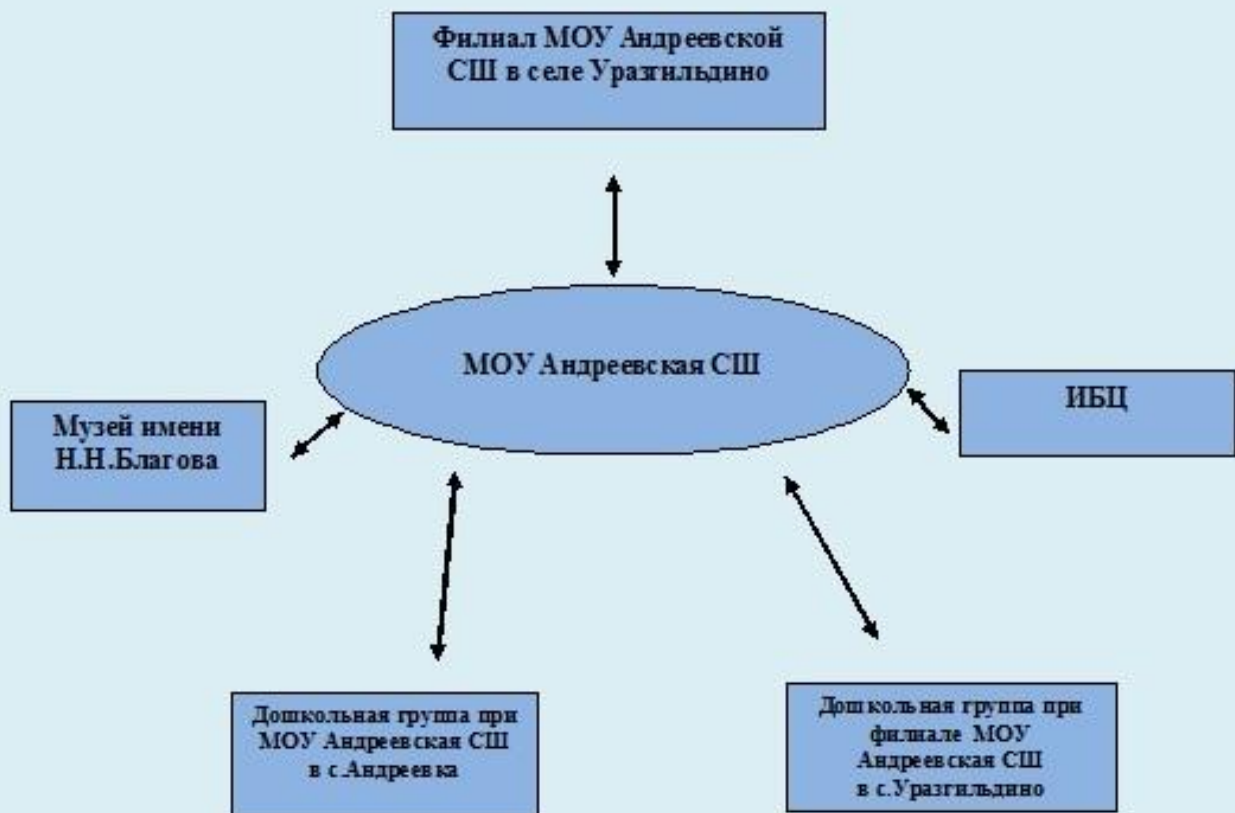 Филиал МОУ Андреевской
СШ в селе Уразгильдино
МОУ Андреевская СШ
ИБЦ
Музей имени
Н.Н.Благова
Дошкольная группа при
МОУ Андреевская СШ
в с.Андреевка
Дошкольная группа при
филиале МОУ
Андреевская СШ
в с.Уразгильдино